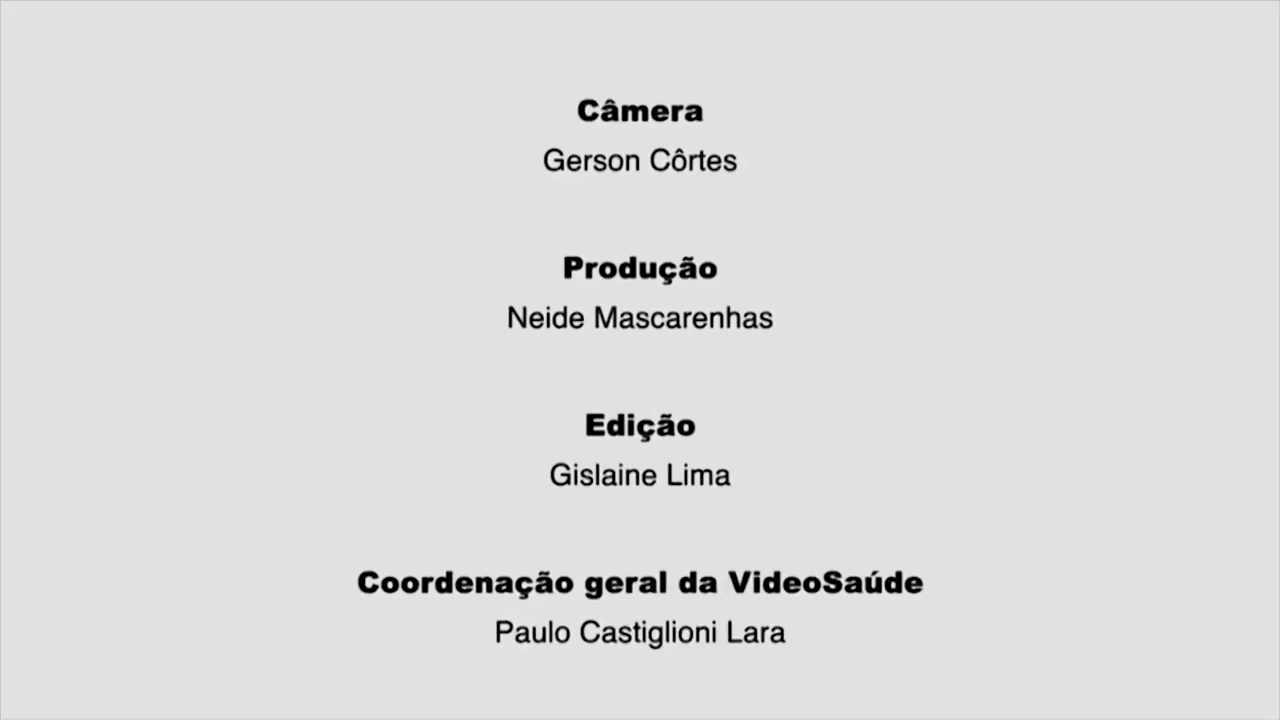 Câmera
Gerson Côrtes
Produção
Neide Mascarenhas
Edição
Gislaine Lima
Coordenação geral da VideoSaúde
Paulo Castiglioni Lara